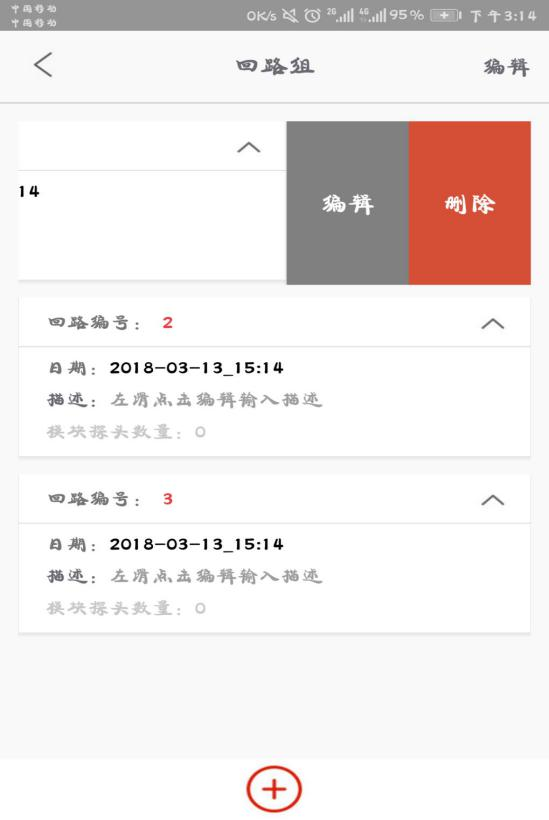 中国移动
中国移动
0K/s 2G 4G 95% 下午3:14
回路组 编辑
14
编辑 删除
回路编号： 2
日期：2018-03-13_15:14
描述：左滑点击编辑输入描述
模块探头数量：0
回路编号： 3
日期：2018-03-13_15:14
描述：左滑点击编辑输入描述
模块探头数量：0